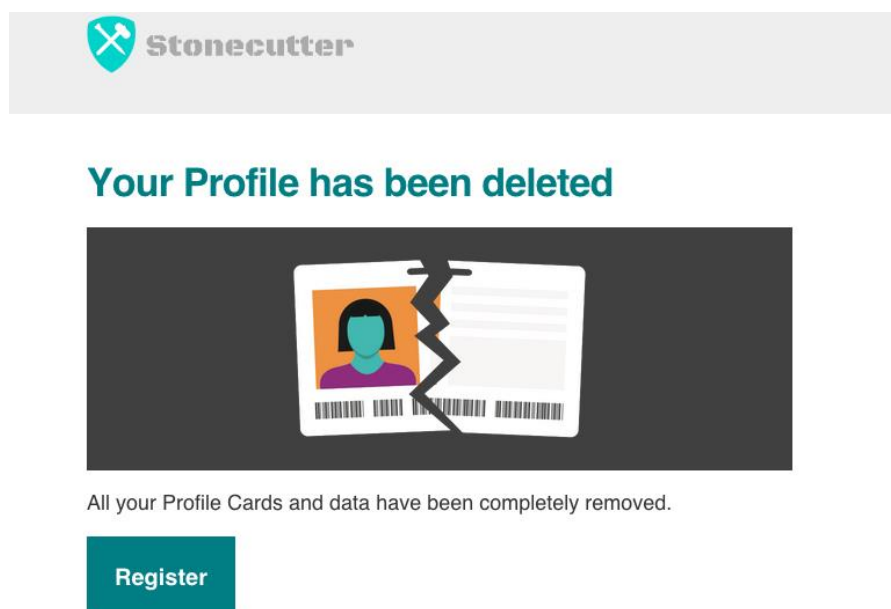 Stonecutter
Your Profile has been deleted
All your Profile Cards and data have been completely removed.
Register